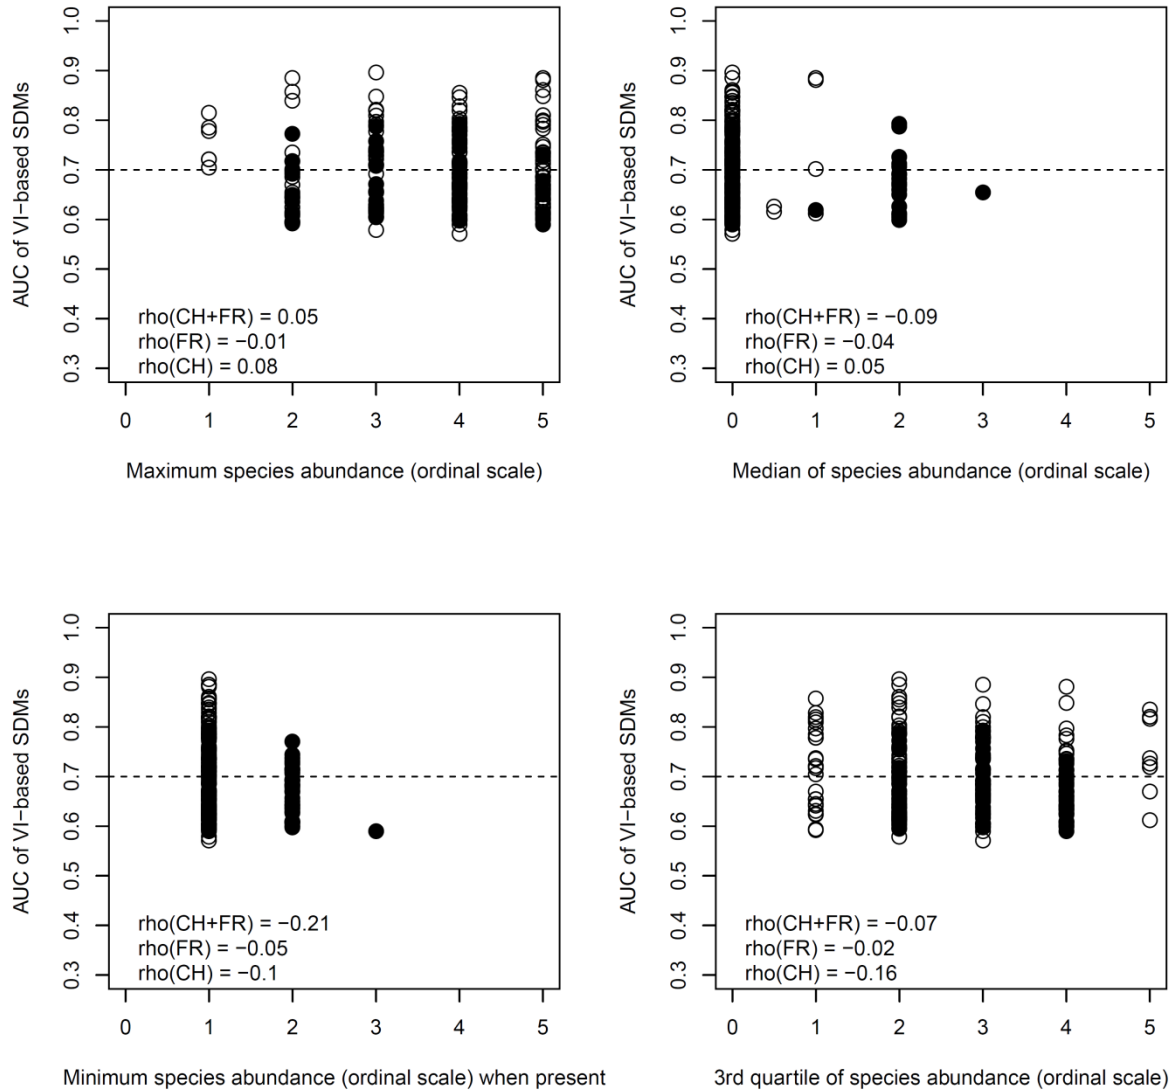 1.0
0.9
0.8
0.7
0.6
0.5
0.4
0.3
AUC of VI−based SDMs
rho(CH+FR) = 0.05
rho(FR) = −0.01
rho(CH) = 0.08
0 1 2 3 4 5
Maximum species abundance (ordinal scale)
1.0
0.9
0.8
0.7
0.6
0.5
0.4
0.3
AUC of VI−based SDMs
rho(CH+FR) = −0.09
rho(FR) = −0.04
rho(CH) = 0.05
0 1 2 3 4 5
Median of species abundance (ordinal scale)
1.0
0.9
0.8
0.7
0.6
0.5
0.4
0.3
AUC of VI−based SDMs
rho(CH+FR) = −0.21
rho(FR) = −0.05
rho(CH) = −0.1
0 1 2 3 4 5
Minimum species abundance (ordinal scale) when present
1.0
0.9
0.8
0.7
0.6
0.5
0.4
0.3
AUC of VI−based SDMs
rho(CH+FR) = −0.07
rho(FR) = −0.02
rho(CH) = −0.16
0 1 2 3 4 5
3rd quartile of species abundance (ordinal scale)